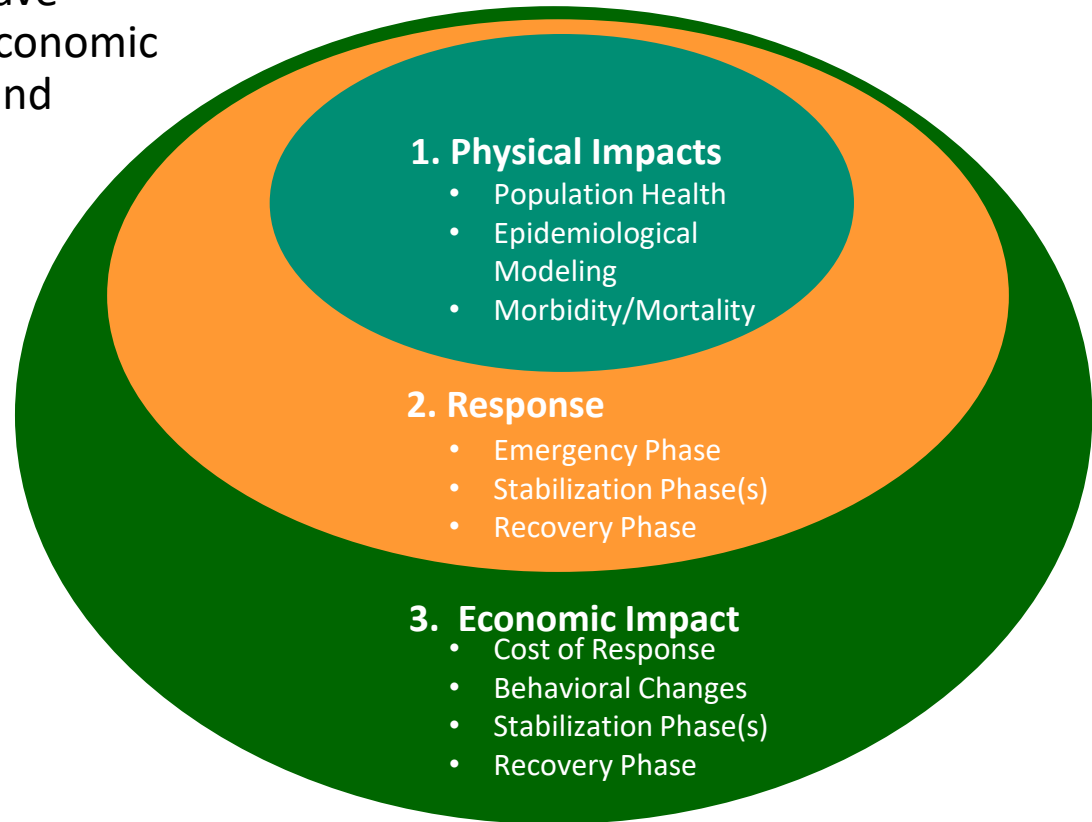 conomic
nd
1. Physical Impacts
• Population Health
• Epidemiological
Modeling
• Morbidity/Mortality
2. Response
• Emergency Phase
• Stabilization Phase(s)
• Recovery Phase
3. Economic Impact
• Cost of Response
• Behavioral Changes
• Stabilization Phase(s)
• Recovery Phase